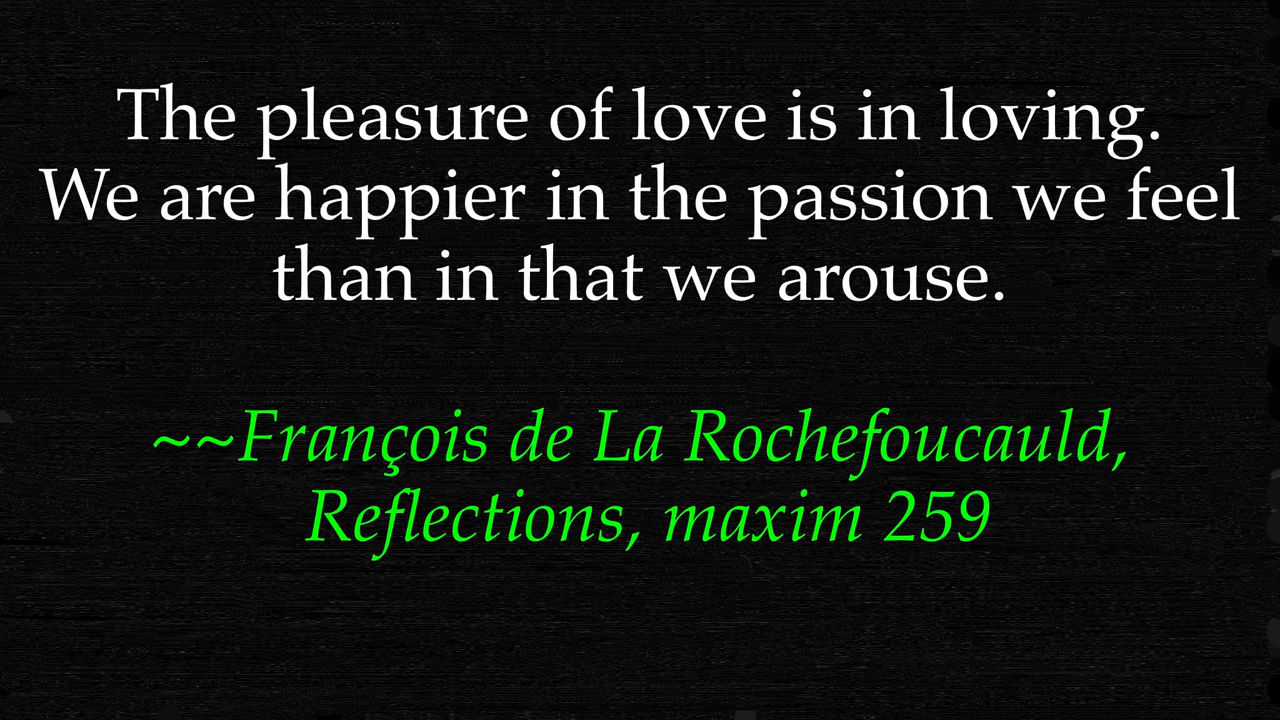 The pleasure of love is in loving.
We are happier in the passion we feel
than in that we arouse.
~~François de La Rochefoucauld,
Reflections, maxim 259